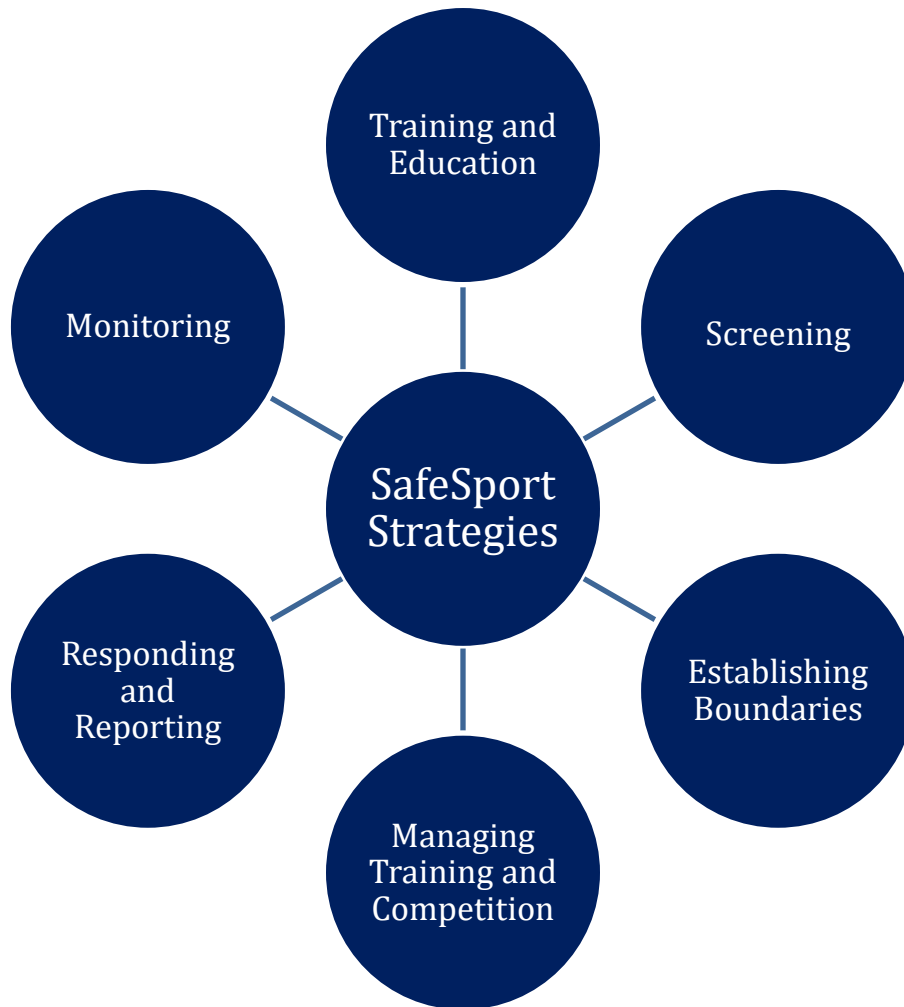 Training and
Education
Monitoring
Screening
SafeSport
Strategies
Responding
and
Reporting
Establishing
Boundaries
Managing
Training and
Competition